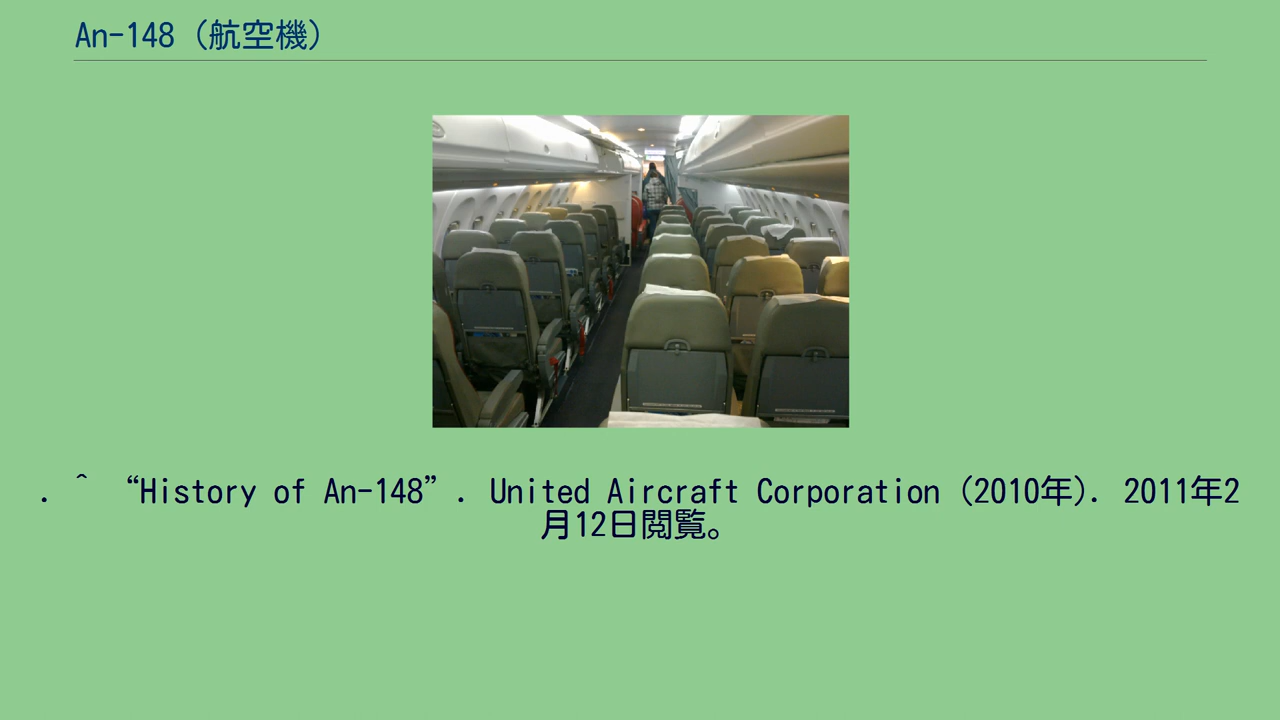 An-148 (航空機)
. ^ “History of An-148”. United Aircraft Corporation (2010年). 2011年2
月12日閲覧。